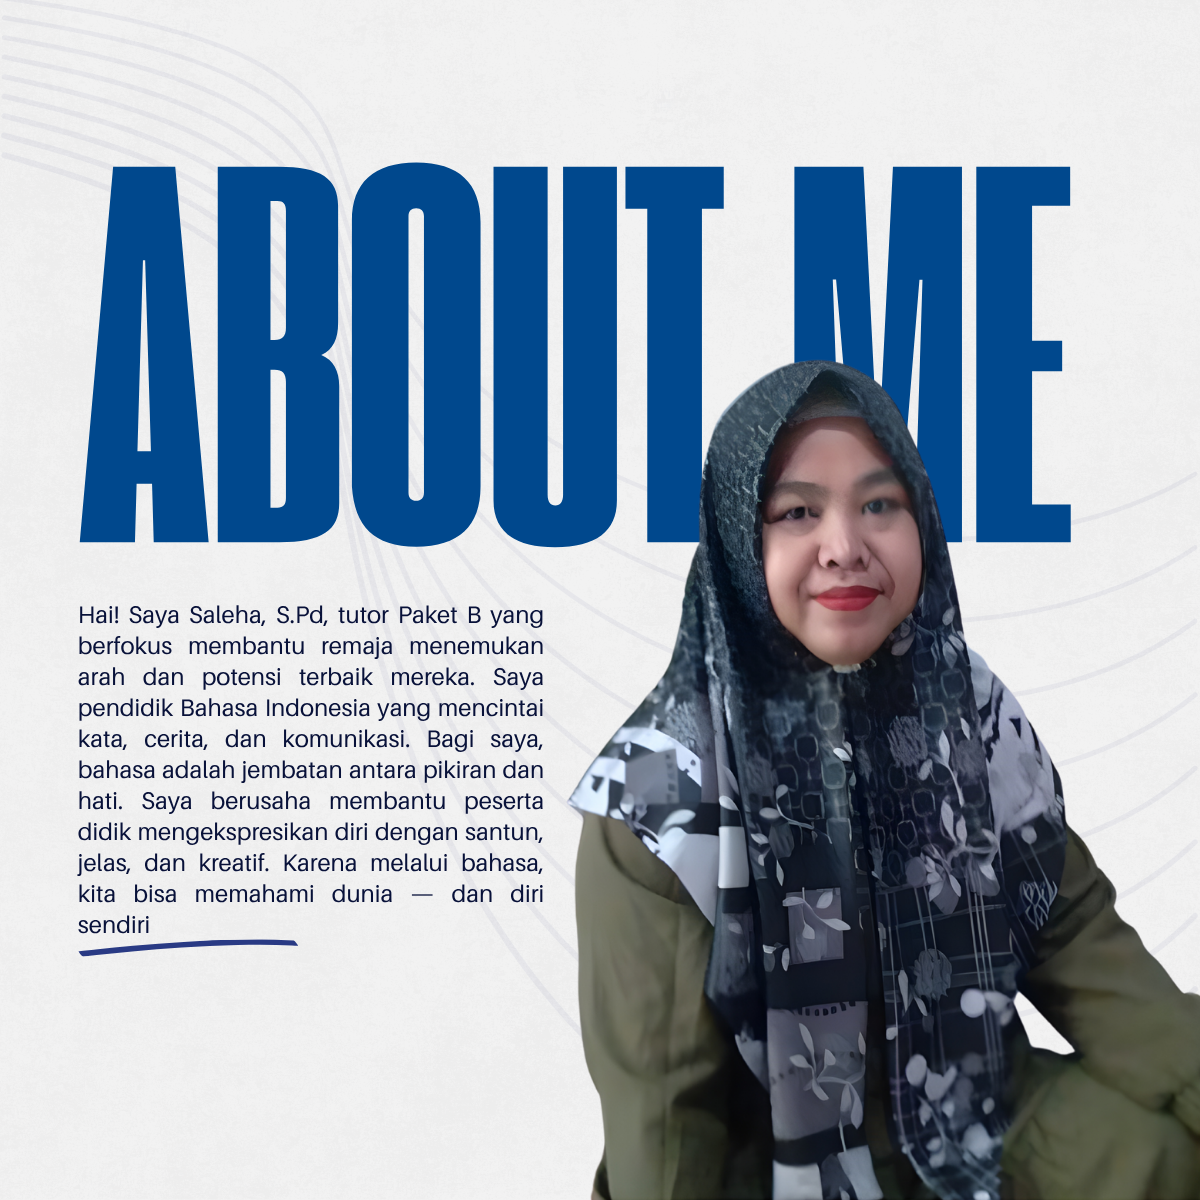 ABOUT ME
Hai! Saya Saleha, S.Pd, tutor Paket B yang
berfokus membantu remaja menemukan
arah dan potensi terbaik mereka. Saya
pendidik Bahasa Indonesia yang mencintai
kata, cerita, dan komunikasi. Bagi saya,
bahasa adalah jembatan antara pikiran dan
hati. Saya berusaha membantu peserta
didik mengekspresikan diri dengan santun,
jelas, dan kreatif. Karena melalui bahasa,
kita bisa memahami dunia — dan diri
sendiri